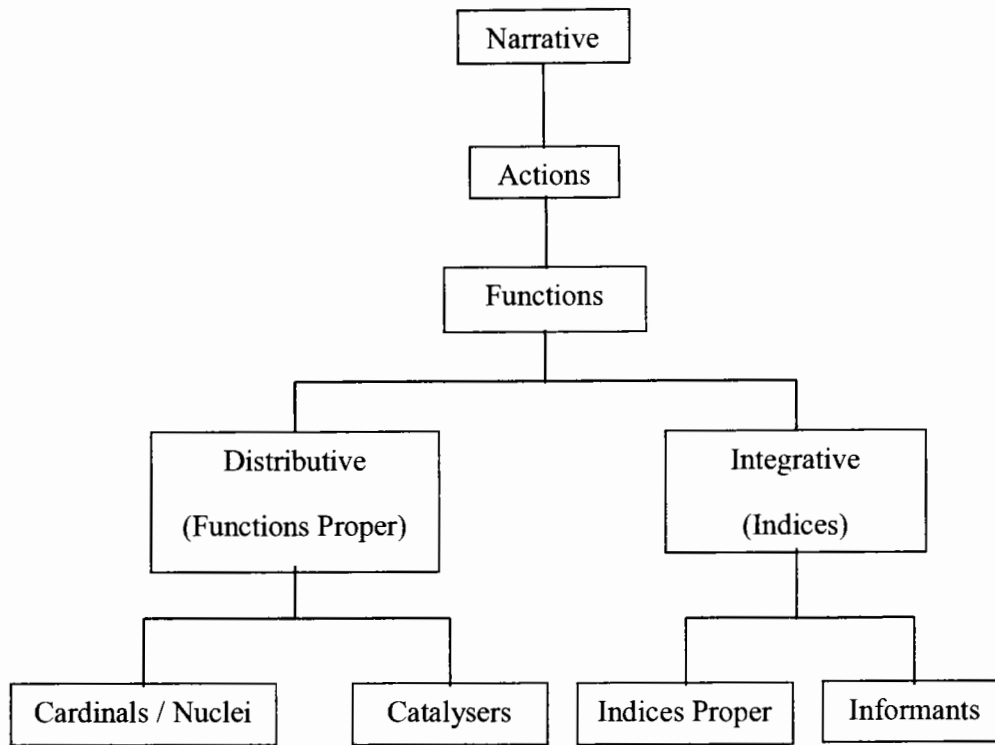 Narrative
Actions
Functions
Distributive
(Functions Proper)
Integrative
(Indices)
Cardinals / Nuclei
Catalysers
Indices Proper
Informants